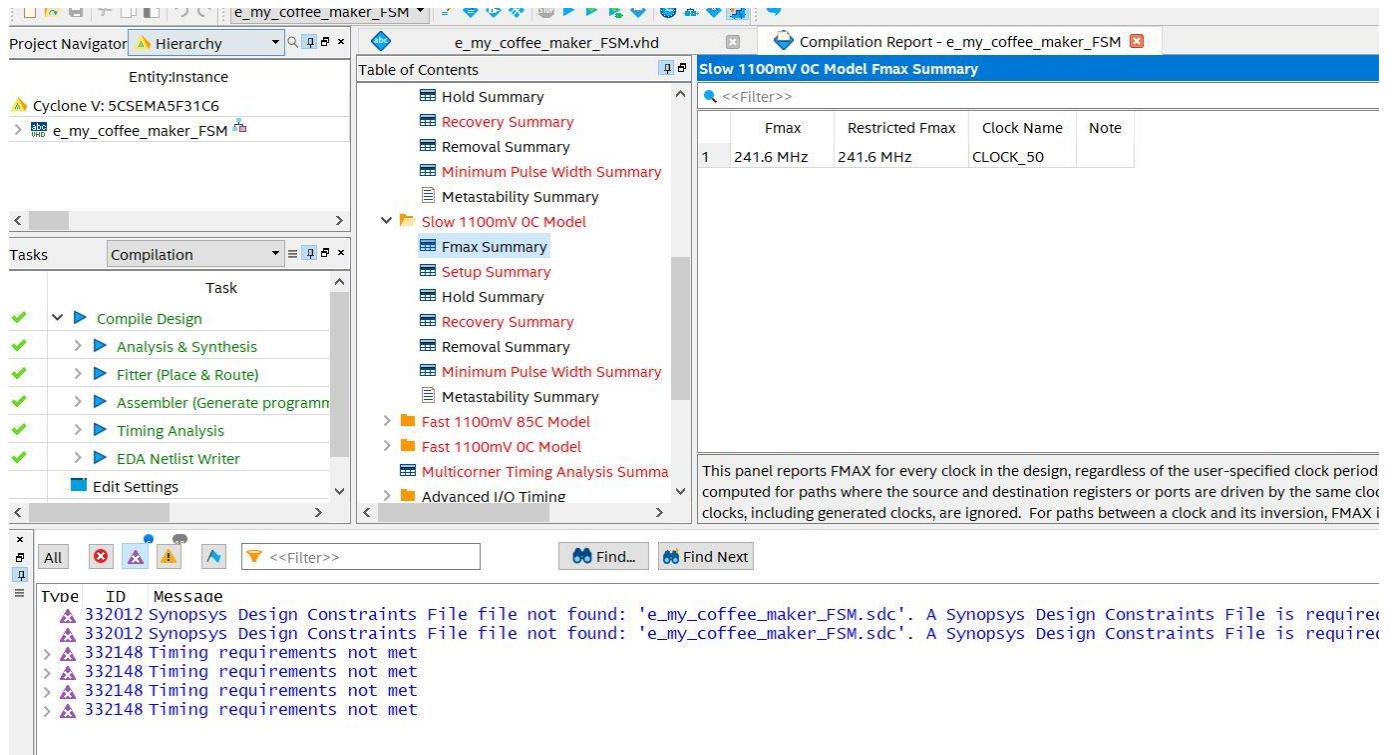 e_my_coffee_maker_FSM
Project Navigator Hierarchy
Entity:Instance
Cyclone V: 5CSEMA5F31C6
e_my_coffee_maker_FSM
Tasks Compilation
Task
Compile Design
Analysis & Synthesis
Fitter (Place & Route)
Assembler (Generate programm
Timing Analysis
EDA Netlist Writer
Edit Settings
e_my_coffee_maker_FSM.vhd
Compilation Report - e_my_coffee_maker_FSM
Table of Contents
Hold Summary
Recovery Summary
Removal Summary
Minimum Pulse Width Summary
Metastability Summary
Slow 1100mV 0C Model
Fmax Summary
Setup Summary
Hold Summary
Recovery Summary
Removal Summary
Minimum Pulse Width Summary
Metastability Summary
Fast 1100mV 85C Model
Fast 1100mV 0C Model
Multicorner Timing Analysis Summa
Advanced I/O Timing
Slow 1100mV 0C Model Fmax Summary
<<Filter>>
Fmax Restricted Fmax Clock Name Note
1 241.6 MHz 241.6 MHz CLOCK_50
This panel reports FMAX for every clock in the design, regardless of the user-specified clock period
computed for paths where the source and destination registers or ports are driven by the same cloc
clocks, including generated clocks, are ignored. For paths between a clock and its inversion, FMAX i
All <<Filter>> Find... Find Next
Type ID Message
332012 Synopsys Design Constraints File file not found: 'e_my_coffee_maker_FSM.sdc'. A Synopsys Design Constraints File is required
332012 Synopsys Design Constraints File file not found: 'e_my_coffee_maker_FSM.sdc'. A Synopsys Design Constraints File is required
332148 Timing requirements not met
332148 Timing requirements not met
332148 Timing requirements not met
332148 Timing requirements not met